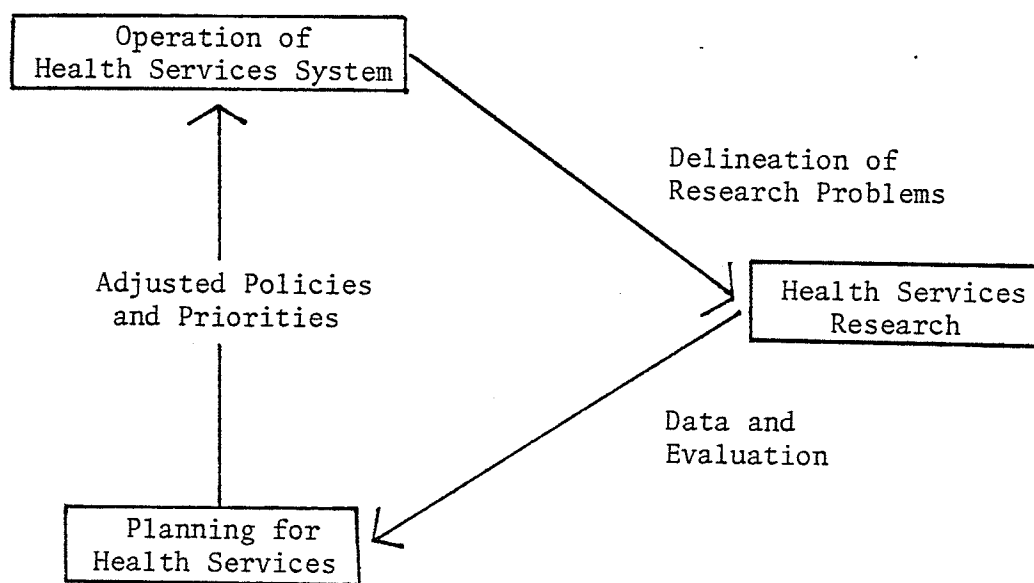 Operation of
Health Services System
Delineation of
Research Problems
Health Services
Research
Adjusted Policies
and Priorities
Data and
Evaluation
Planning for
Health Services